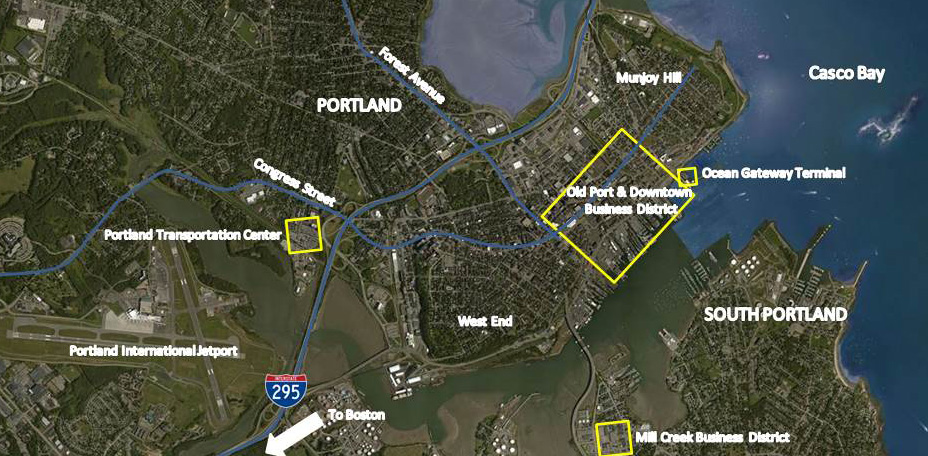 Forest Avenue
Munjoy Hill
Casco Bay
PORTLAND
Congress Street
Ocean Gateway Terminal
Old Port & Downtown
Business District
Portland Transportation Center
SOUTH PORTLAND
West End
Portland International Jetport
INTERSTATE
295
To Boston
Mill Creek Business District